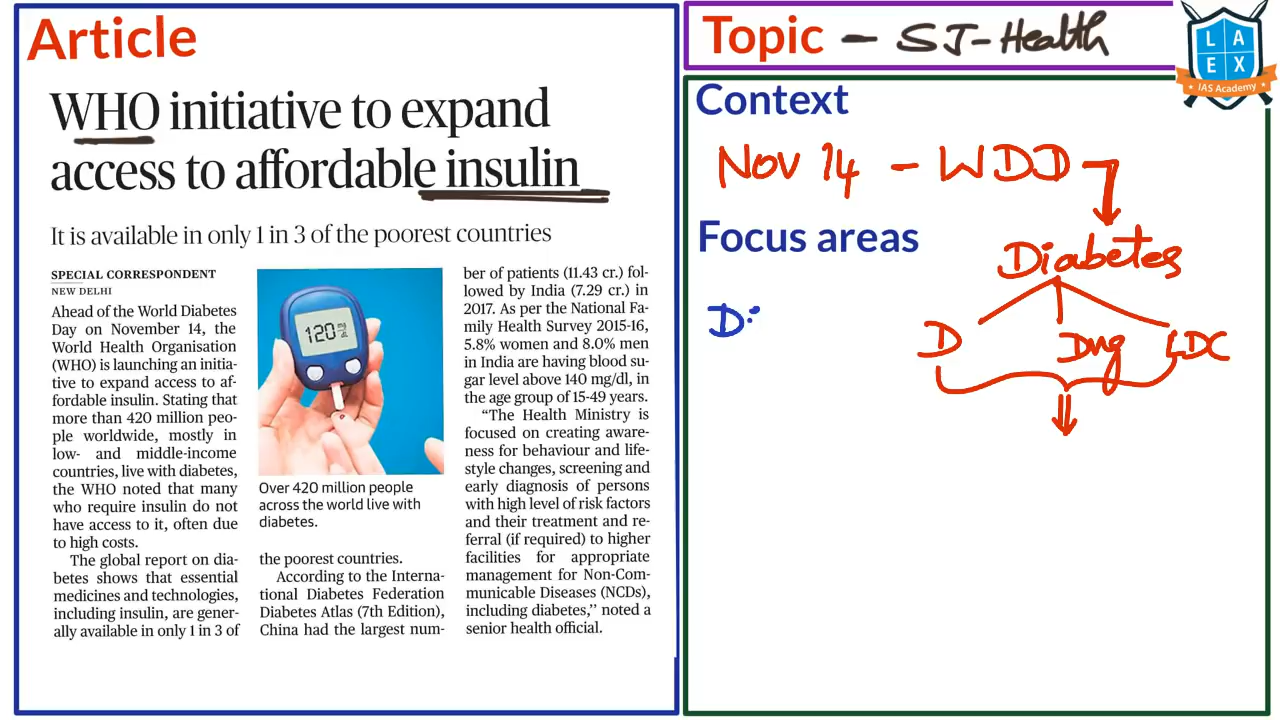 Article
WHO initiative to expand
access to affordable insulin
It is available in only 1 in 3 of the poorest countries
SPECIAL CORRESPONDENT
NEW DELHI
Ahead of the World Diabetes
Day on November 14, the
World Health Organisation
(WHO) is launching an initia-
tive to expand access to af-
fordable insulin. Stating that
more than 420 million peo-
ple worldwide, mostly in
low- and middle-income
countries, live with diabetes,
the WHO noted that many
who require insulin do not
have access to it, often due
to high costs.
The global report on dia-
betes shows that essential
medicines and technologies,
including insulin, are gener-
ally available in only 1 in 3 of
120 mg/dL
Over 420 million people
across the world live with
diabetes.
the poorest countries.
According to the Interna-
tional Diabetes Federation
Diabetes Atlas (7th Edition),
China had the largest num-
ber of patients (11.43 cr.) fol-
lowed by India (7.29 cr.) in
2017. As per the National Fa-
mily Health Survey 2015-16,
5.8% women and 8.0% men
in India are having blood su-
gar level above 140 mg/dl, in
the age group of 15-49 years.
“The Health Ministry is
focused on creating aware-
ness for behaviour and life-
style changes, screening and
early diagnosis of persons
with high level of risk factors
and their treatment and re-
ferral (if required) to higher
facilities for appropriate
management for Non-Com-
municable Diseases (NCDs),
including diabetes,” noted a
senior health official.
Topic - SJ-Health
LAEX
IAS Academy
Context
Nov 14 - WDD
Focus areas
Diabetes
D Dng LDC
D: